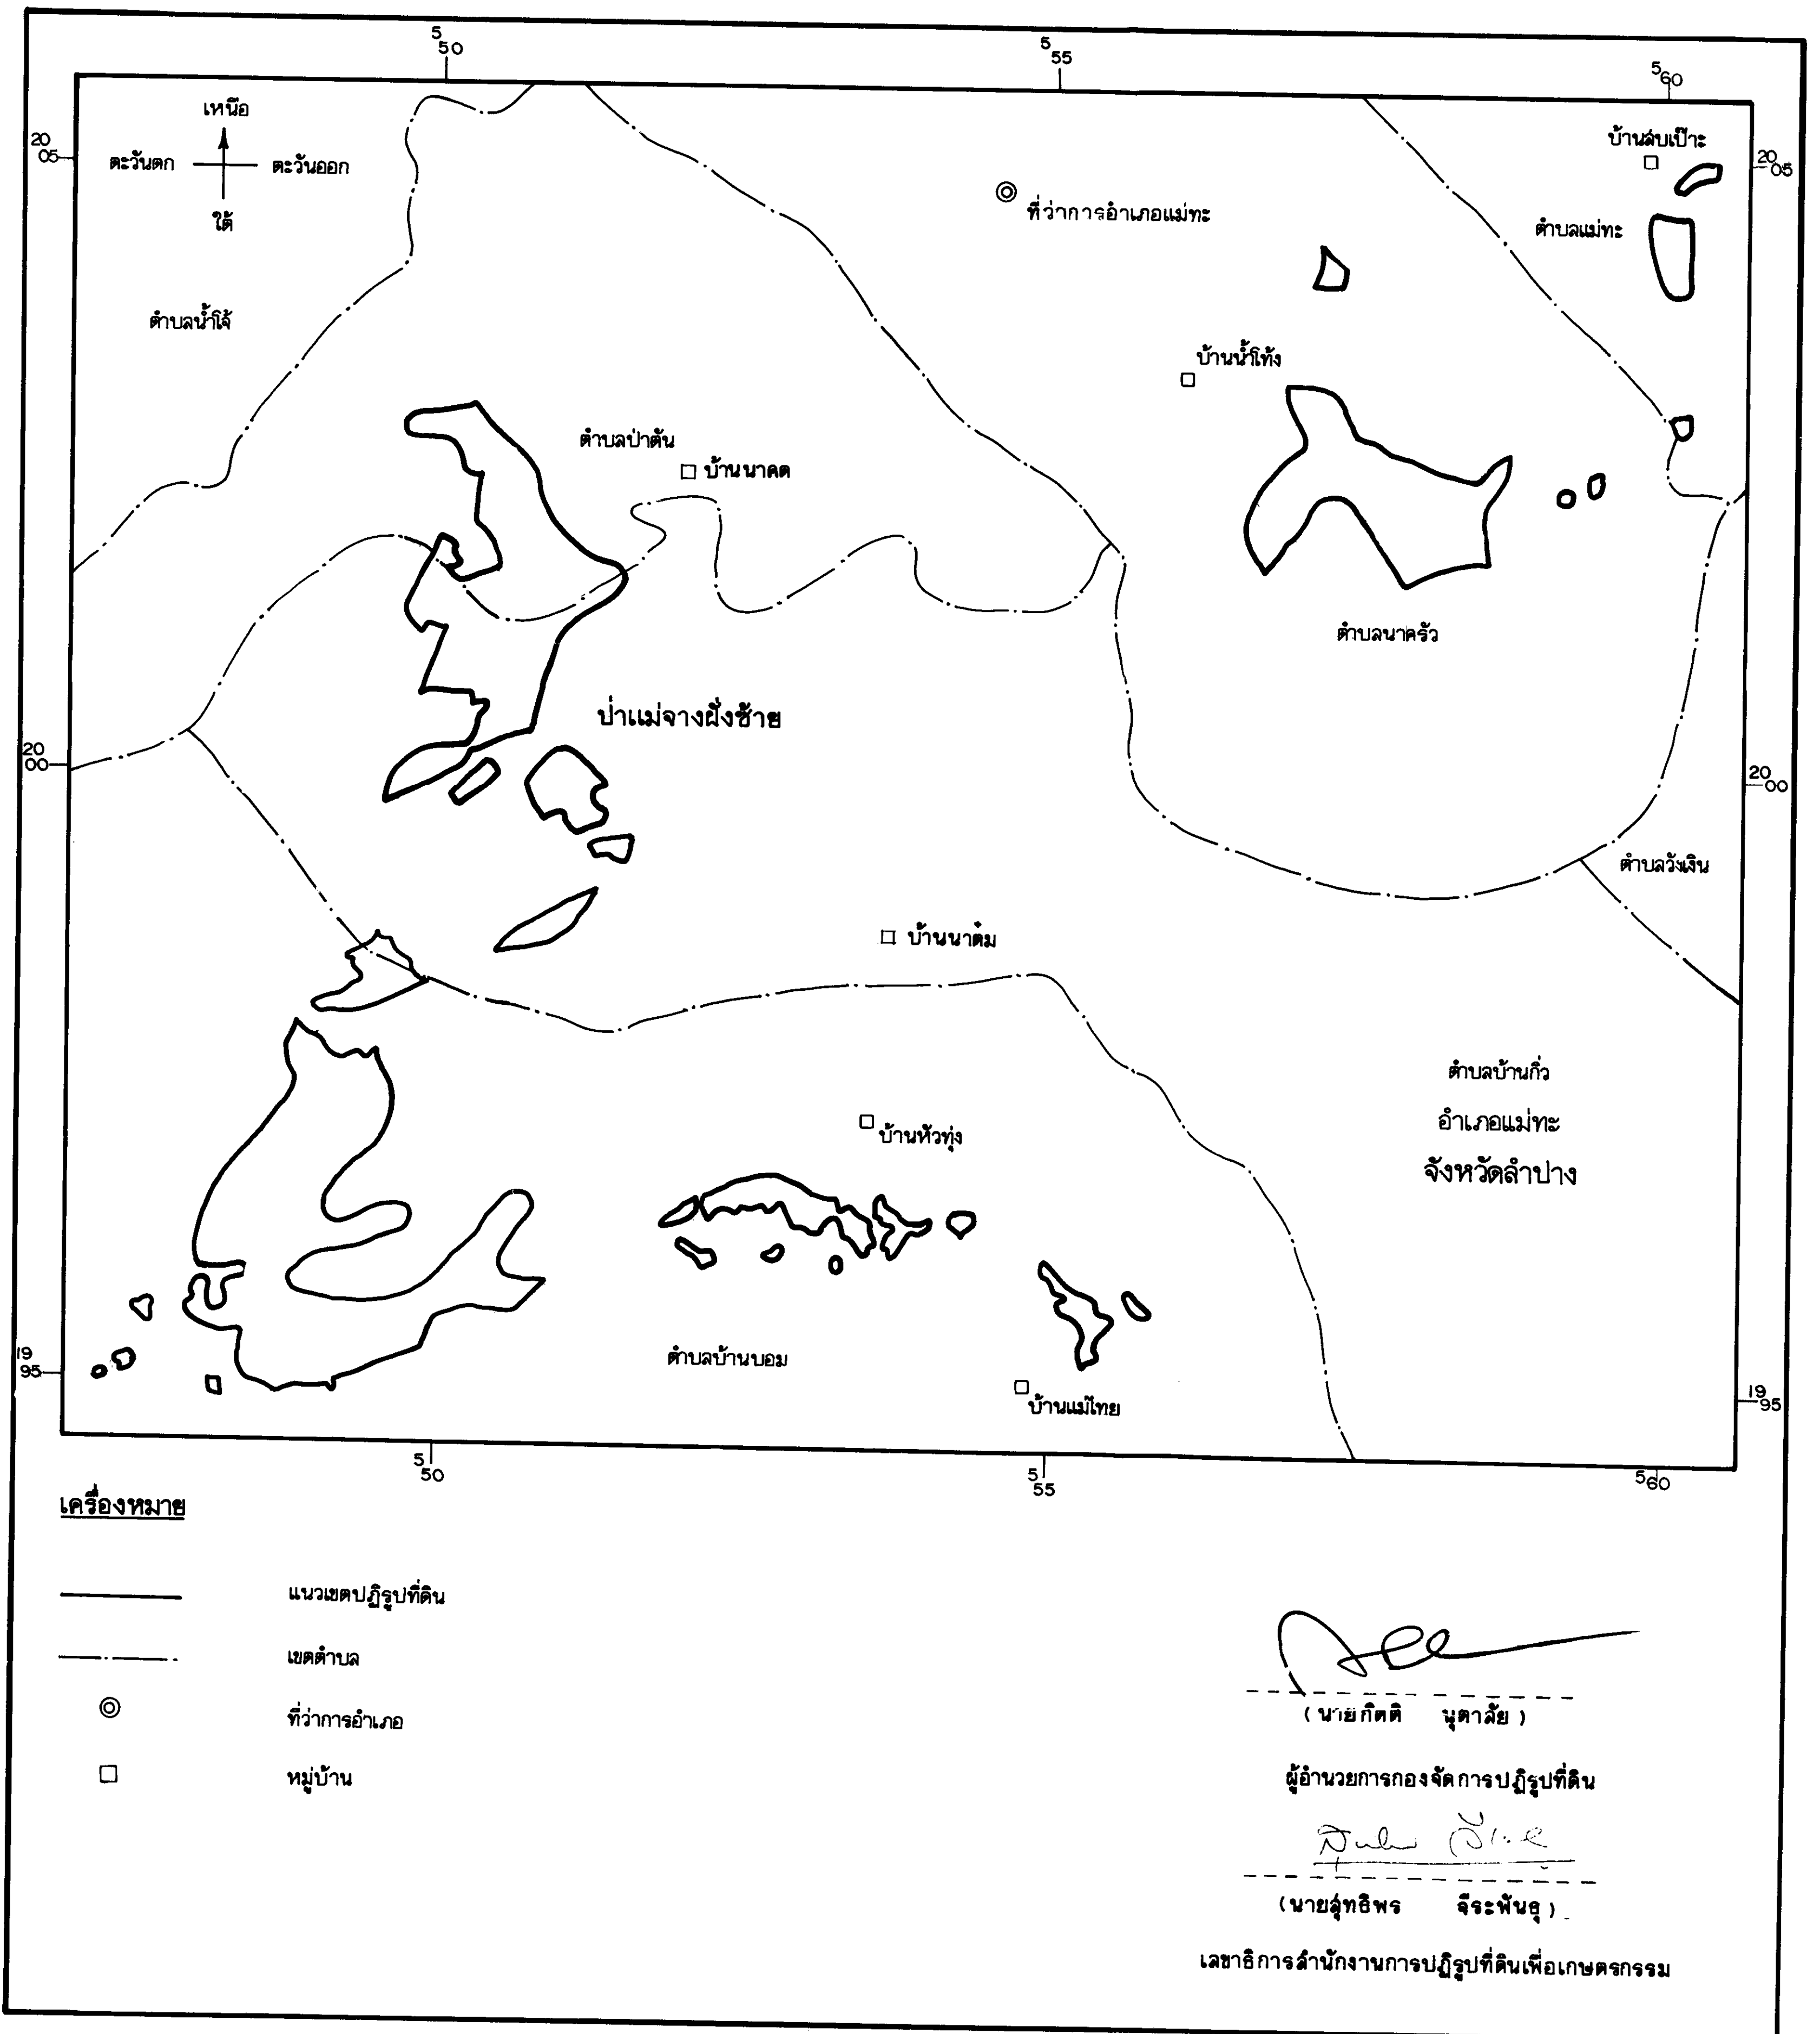 5 50
5 55
5 60
เหนือ
ตะวันตก ตะวันออก
ใต้
20 05
20 05
บ้านสบเป๊าะ
ที่ว่าการอำเภอแม่ทะ
ตำบลแม่ทะ
ตำบลน้ำโจ้
บ้านน้ำโท้ง
ตำบลป่าตัน
บ้านนาคต
ตำบลนาครัว
ป่าแม่จางฝั่งซ้าย
20 00
20 00
ตำบลวังเงิน
บ้านนาต๋ม
ตำบลบ้านกิ่ว
อำเภอแม่ทะ
จังหวัดลำปาง
บ้านหัวทุ่ง
ตำบลบ้านบอม
19 95
19 95
บ้านแม่ไทย
5 50
5 55
5 60
เครื่องหมาย
แนวเขตปฏิรูปที่ดิน
เขตตำบล
ที่ว่าการอำเภอ
หมู่บ้าน
(นายกิตติ นุตาลัย)
ผู้อำนวยการกองจัดการปฏิรูปที่ดิน
(นายสุทธิพร จีระพันธุ)
เลขาธิการสำนักงานการปฏิรูปที่ดินเพื่อเกษตรกรรม